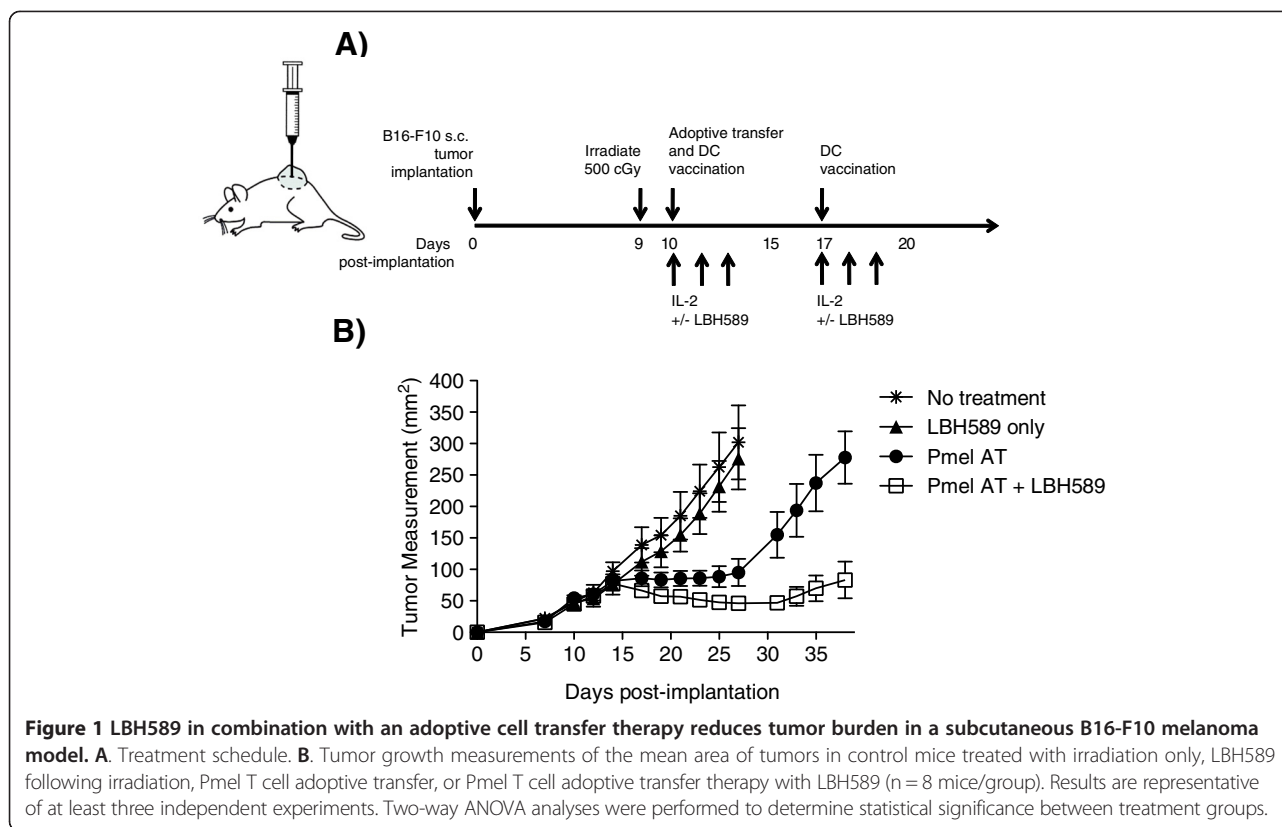 A)
B16-F10 s.c.
tumor
implantation
Irradiate
500 cGy
Adoptive transfer
and DC
vaccination
DC
vaccination
Days
post-implantation
0 9 10 15 17 20
IL-2
+/- LBH589
IL-2
+/- LBH589
B)
Tumor Measurement (mm²)
400
350
300
250
200
150
100
50
0
0 5 10 15 20 25 30 35
Days post-implantation
No treatment
LBH589 only
Pmel AT
Pmel AT + LBH589
Figure 1 LBH589 in combination with an adoptive cell transfer therapy reduces tumor burden in a subcutaneous B16-F10 melanoma
model. A. Treatment schedule. B. Tumor growth measurements of the mean area of tumors in control mice treated with irradiation only, LBH589
following irradiation, Pmel T cell adoptive transfer, or Pmel T cell adoptive transfer therapy with LBH589 (n = 8 mice/group). Results are representative
of at least three independent experiments. Two-way ANOVA analyses were performed to determine statistical significance between treatment groups.